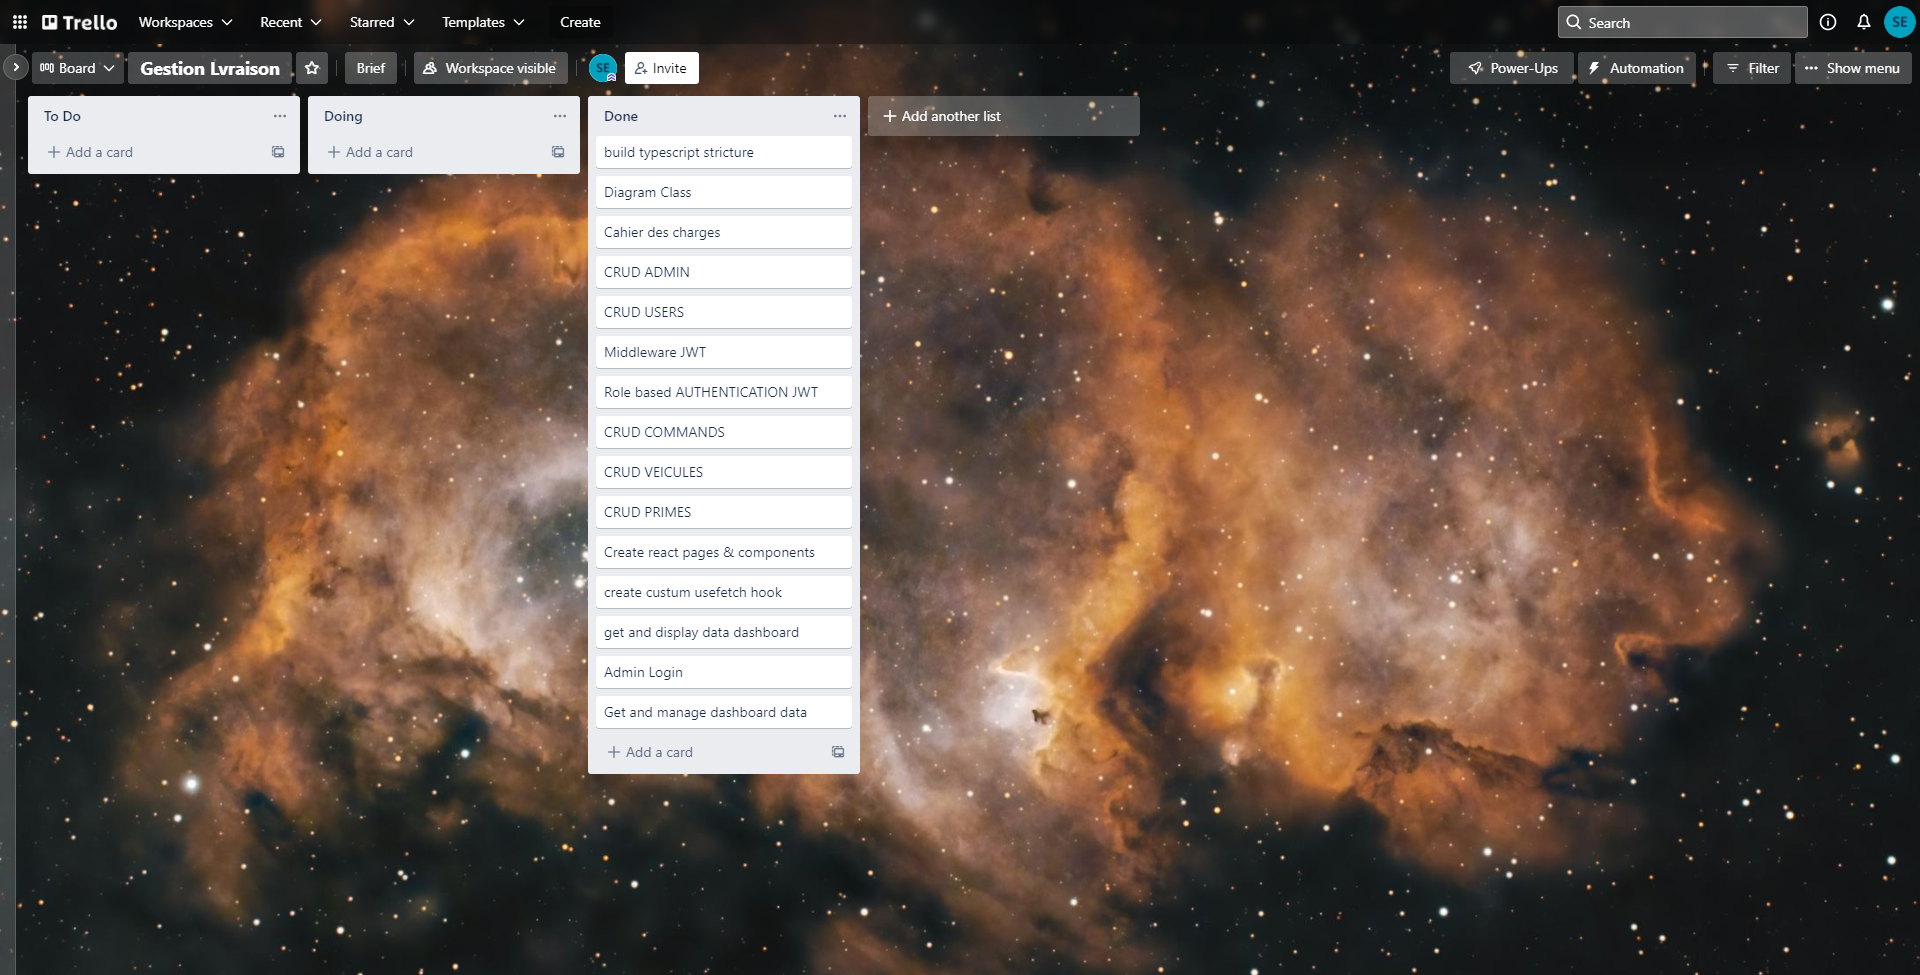 Trello
Workspaces
Recent
Starred
Templates
Create
Search
SE
Board
Gestion Lvraison
Brief
Workspace visible
SE
Invite
Power-Ups
Automation
Filter
Show menu
To Do
Add a card
Doing
Add a card
Done
build typescript stricture
Diagram Class
Cahier des charges
CRUD ADMIN
CRUD USERS
Middleware JWT
Role based AUTHENTICATION JWT
CRUD COMMANDS
CRUD VEICULES
CRUD PRIMES
Create react pages & components
create custum usefetch hook
get and display data dashboard
Admin Login
Get and manage dashboard data
Add a card
Add another list